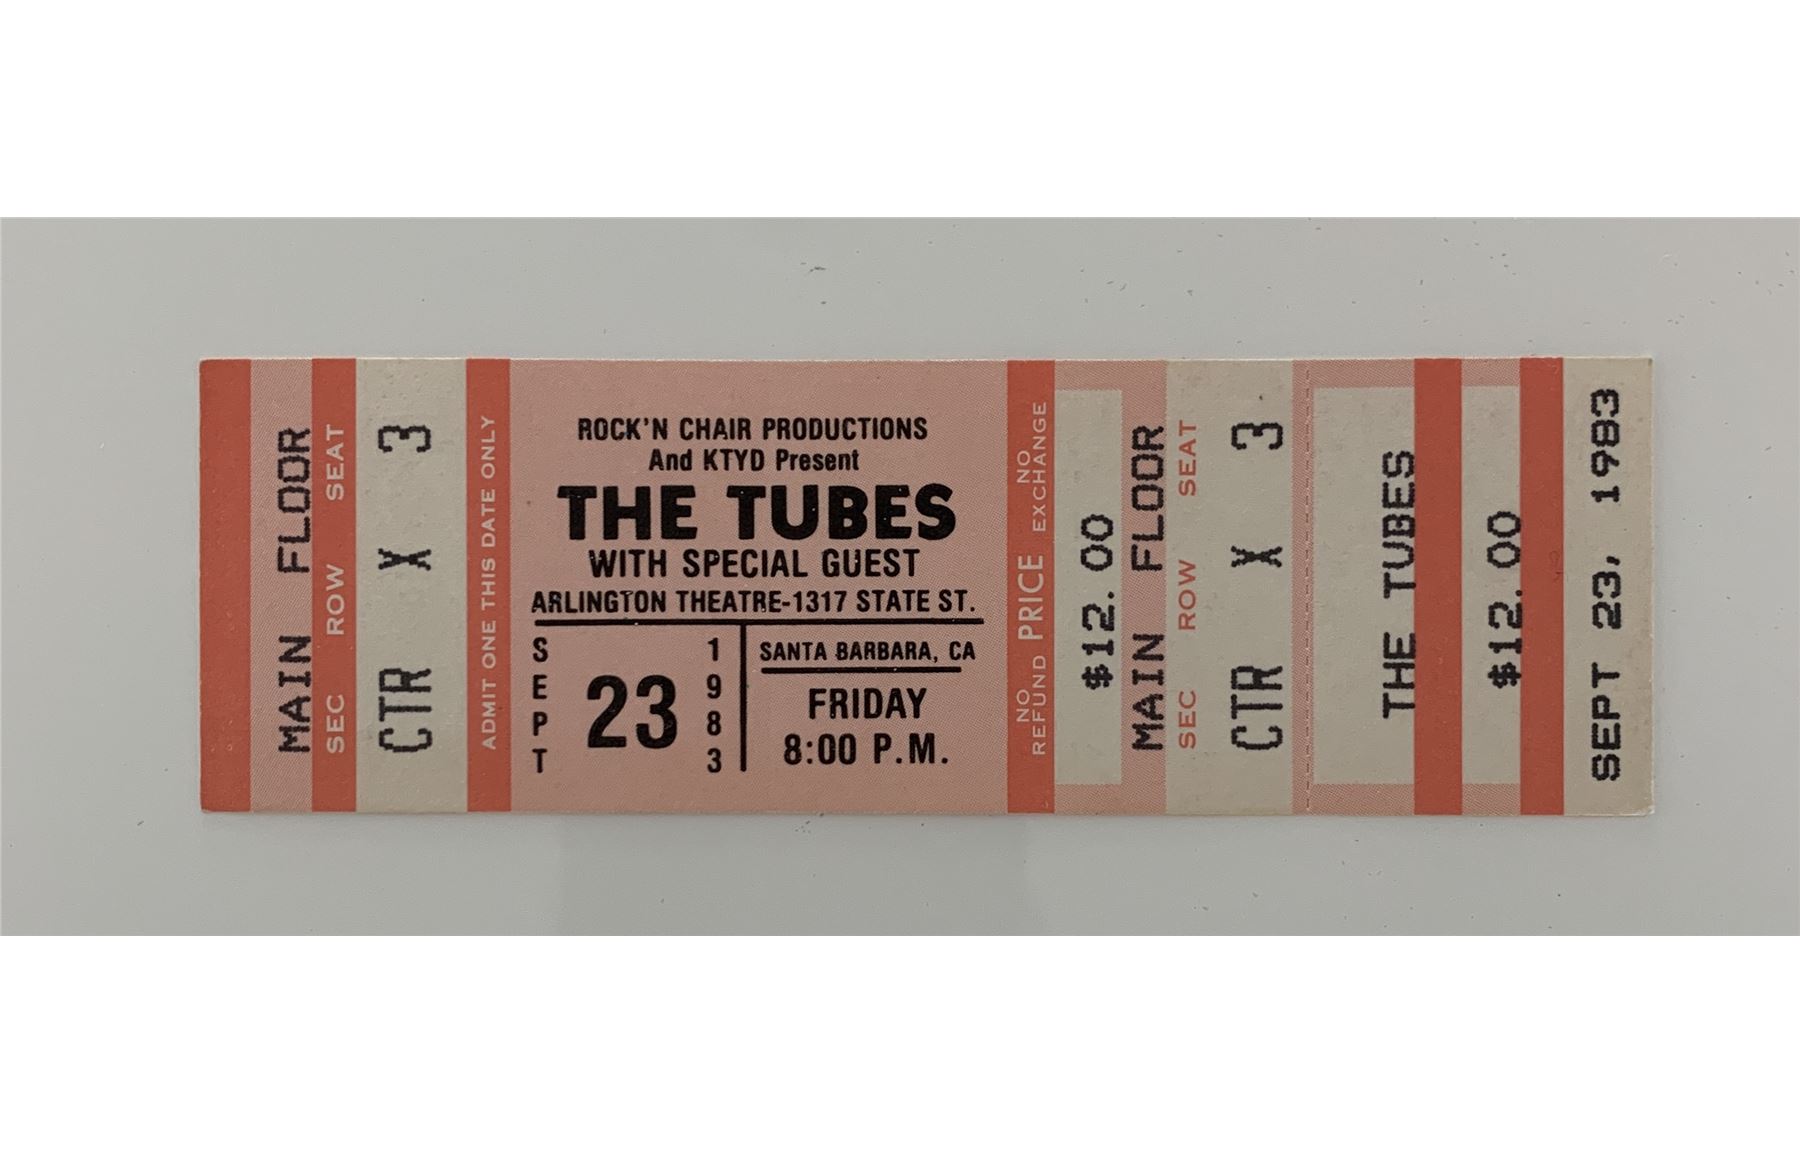 MAIN FLOOR
SEC ROW SEAT
CTR X 3
ADMIT ONE THIS DATE ONLY
ROCK'N CHAIR PRODUCTIONS
And KTYD Present
THE TUBES
WITH SPECIAL GUEST
ARLINGTON THEATRE-1317 STATE ST.
SEPT 23 1983
SANTA BARBARA, CA
FRIDAY
8:00 P.M.
NO REFUND PRICE NO EXCHANGE
$12.00
MAIN FLOOR
SEC ROW SEAT
CTR X 3
THE TUBES
$12.00
SEPT 23, 1983